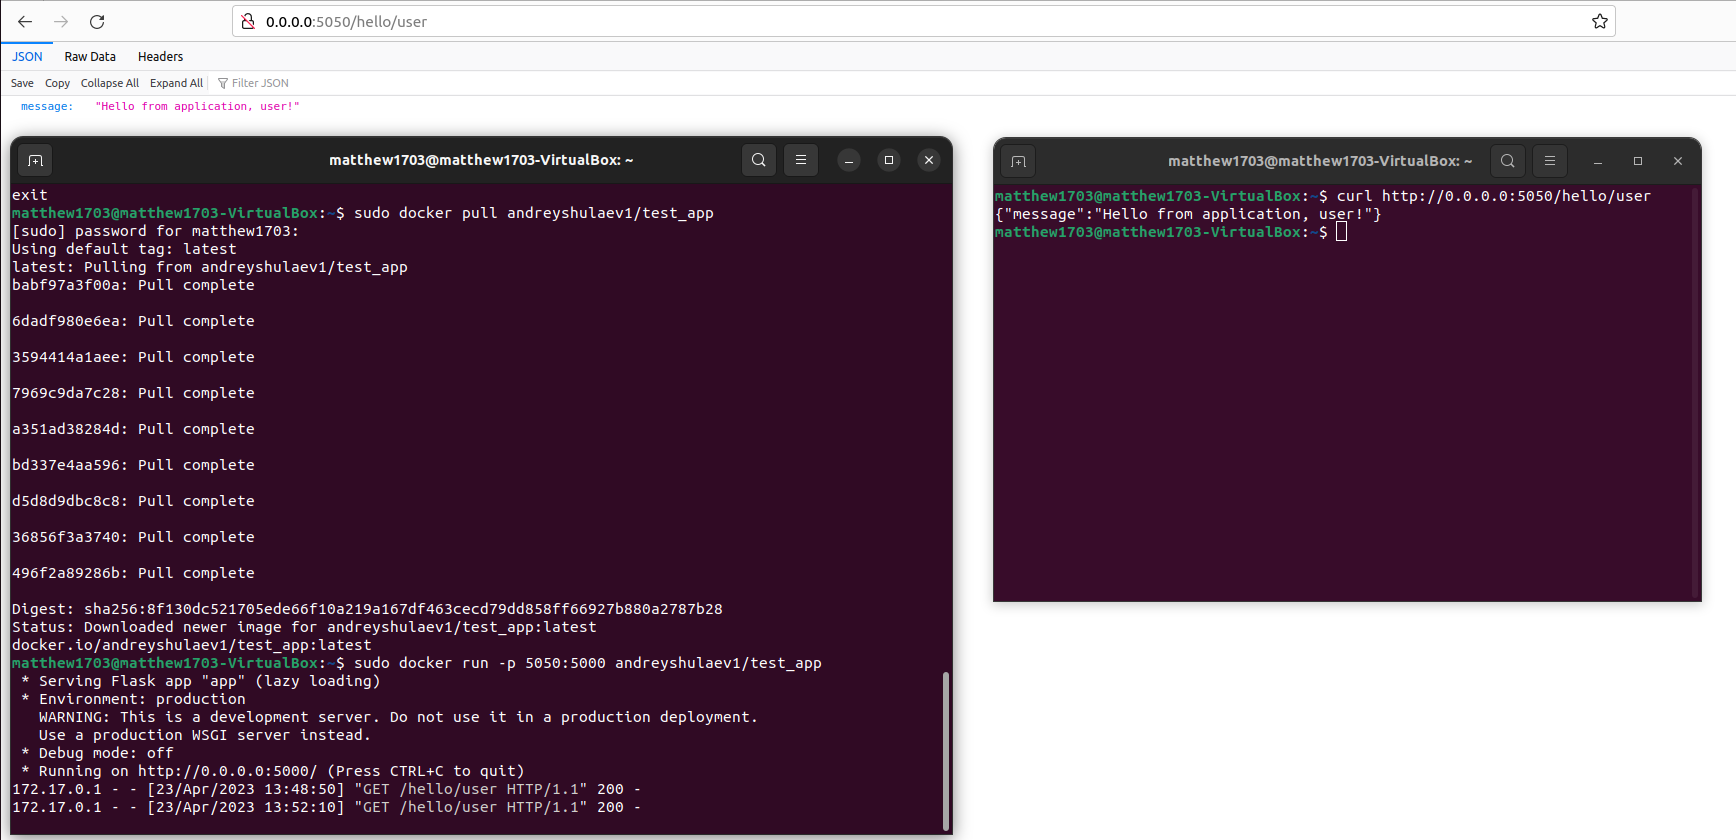 0.0.0.0:5050/hello/user
JSON Raw Data Headers
Save Copy Collapse All Expand All Filter JSON
message: "Hello from application, user!"
matthew1703@matthew1703-VirtualBox: ~
exit
matthew1703@matthew1703-VirtualBox:~$ sudo docker pull andreyshulaev1/test_app
[sudo] password for matthew1703:
Using default tag: latest
latest: Pulling from andreyshulaev1/test_app
babf97a3f00a: Pull complete
6dadf980e6ea: Pull complete
3594414a1aee: Pull complete
7969c9da7c28: Pull complete
a351ad38284d: Pull complete
bd337e4aa596: Pull complete
d5d8d9dbc8c8: Pull complete
36856f3a3740: Pull complete
496f2a89286b: Pull complete
Digest: sha256:8f130dc521705ede66f10a219a167df463cecd79dd858ff66927b880a2787b28
Status: Downloaded newer image for andreyshulaev1/test_app:latest
docker.io/andreyshulaev1/test_app:latest
matthew1703@matthew1703-VirtualBox:~$ sudo docker run -p 5050:5000 andreyshulaev1/test_app
* Serving Flask app "app" (lazy loading)
* Environment: production
WARNING: This is a development server. Do not use it in a production deployment.
Use a production WSGI server instead.
* Debug mode: off
* Running on http://0.0.0.0:5000/ (Press CTRL+C to quit)
172.17.0.1 - - [23/Apr/2023 13:48:50] "GET /hello/user HTTP/1.1" 200 -
172.17.0.1 - - [23/Apr/2023 13:52:10] "GET /hello/user HTTP/1.1" 200 -
matthew1703@matthew1703-VirtualBox: ~
matthew1703@matthew1703-VirtualBox:~$ curl http://0.0.0.0:5050/hello/user
{"message":"Hello from application, user!"}
matthew1703@matthew1703-VirtualBox:~$